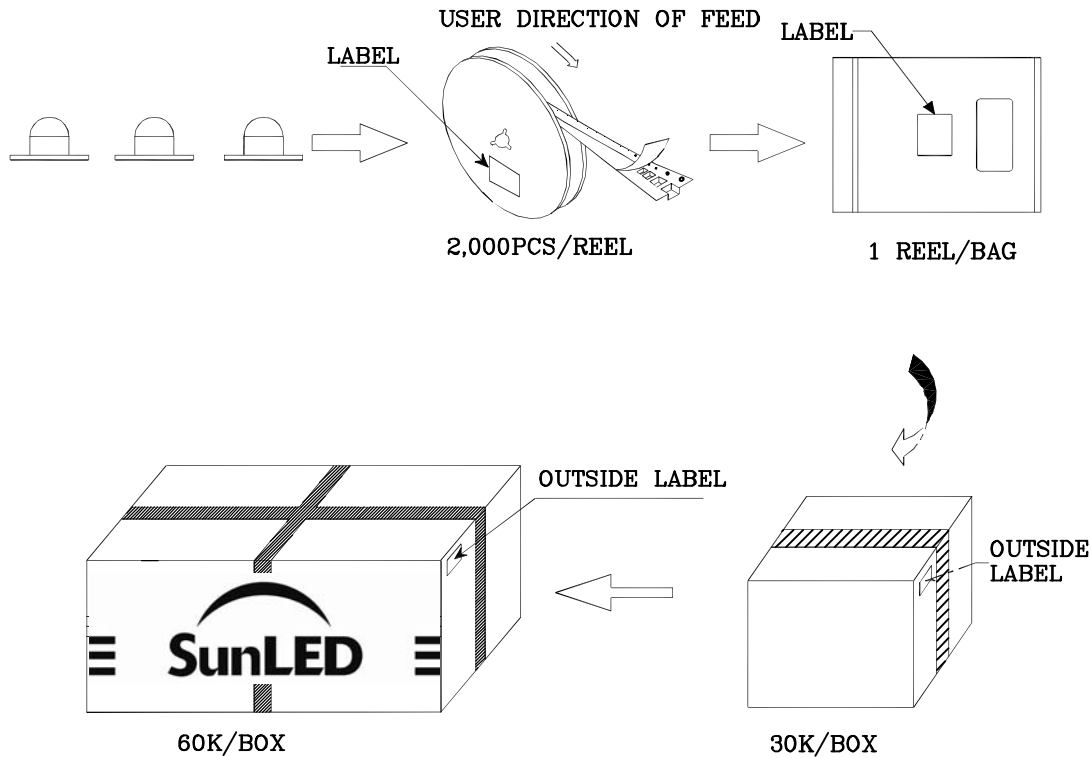 USER DIRECTION OF FEED
LABEL
LABEL
2,000PCS/REEL
1 REEL/BAG
OUTSIDE LABEL
OUTSIDE
LABEL
SunLED
60K/BOX
30K/BOX